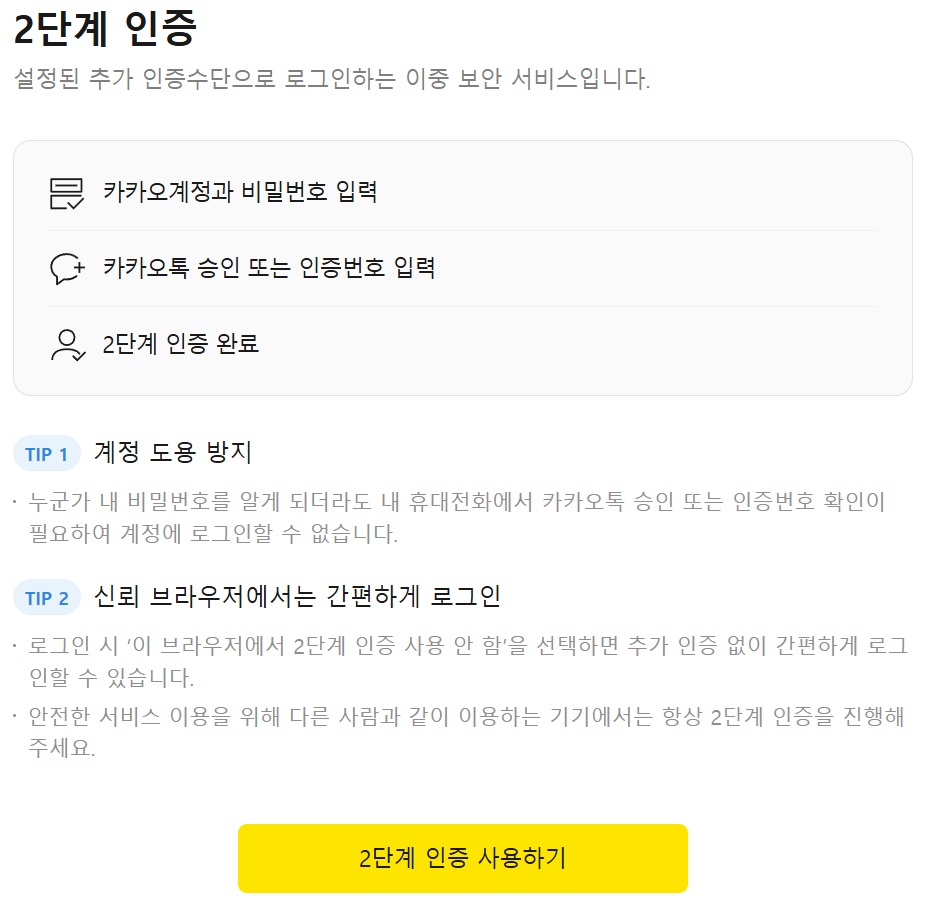 2단계 인증
설정된 추가 인증수단으로 로그인하는 이중 보안 서비스입니다.
카카오계정과 비밀번호 입력
카카오톡 승인 또는 인증번호 입력
2단계 인증 완료
TIP 1 계정 도용 방지
· 누군가 내 비밀번호를 알게 되더라도 내 휴대전화에서 카카오톡 승인 또는 인증번호 확인이
필요하여 계정에 로그인할 수 없습니다.
TIP 2 신뢰 브라우저에서는 간편하게 로그인
· 로그인 시 ‘이 브라우저에서 2단계 인증 사용 안 함’을 선택하면 추가 인증 없이 간편하게 로그
인할 수 있습니다.
· 안전한 서비스 이용을 위해 다른 사람과 같이 이용하는 기기에서는 항상 2단계 인증을 진행해
주세요.
2단계 인증 사용하기